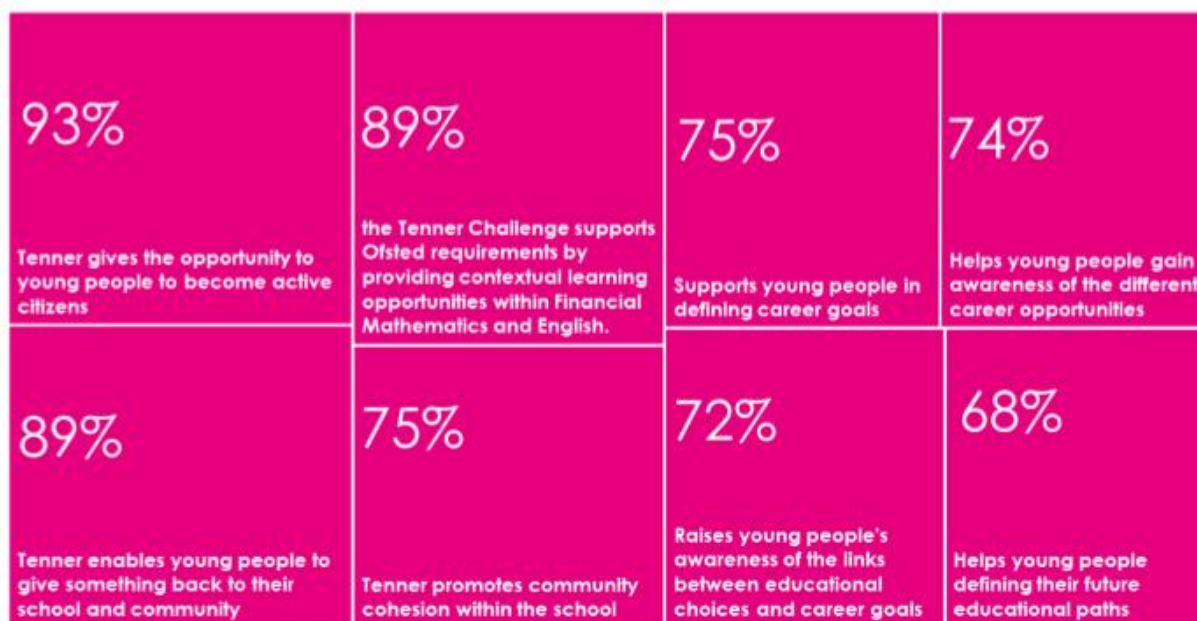 93%
Tenner gives the opportunity to
young people to become active
citizens
89%
the Tenner Challenge supports
Ofsted requirements by
providing contextual learning
opportunities within Financial
Mathematics and English.
75%
Supports young people in
defining career goals
74%
Helps young people gain
awareness of the different
career opportunities
89%
Tenner enables young people to
give something back to their
school and community
75%
Tenner promotes community
cohesion within the school
72%
Raises young people's
awareness of the links
between educational
choices and career goals
68%
Helps young people
defining their future
educational paths